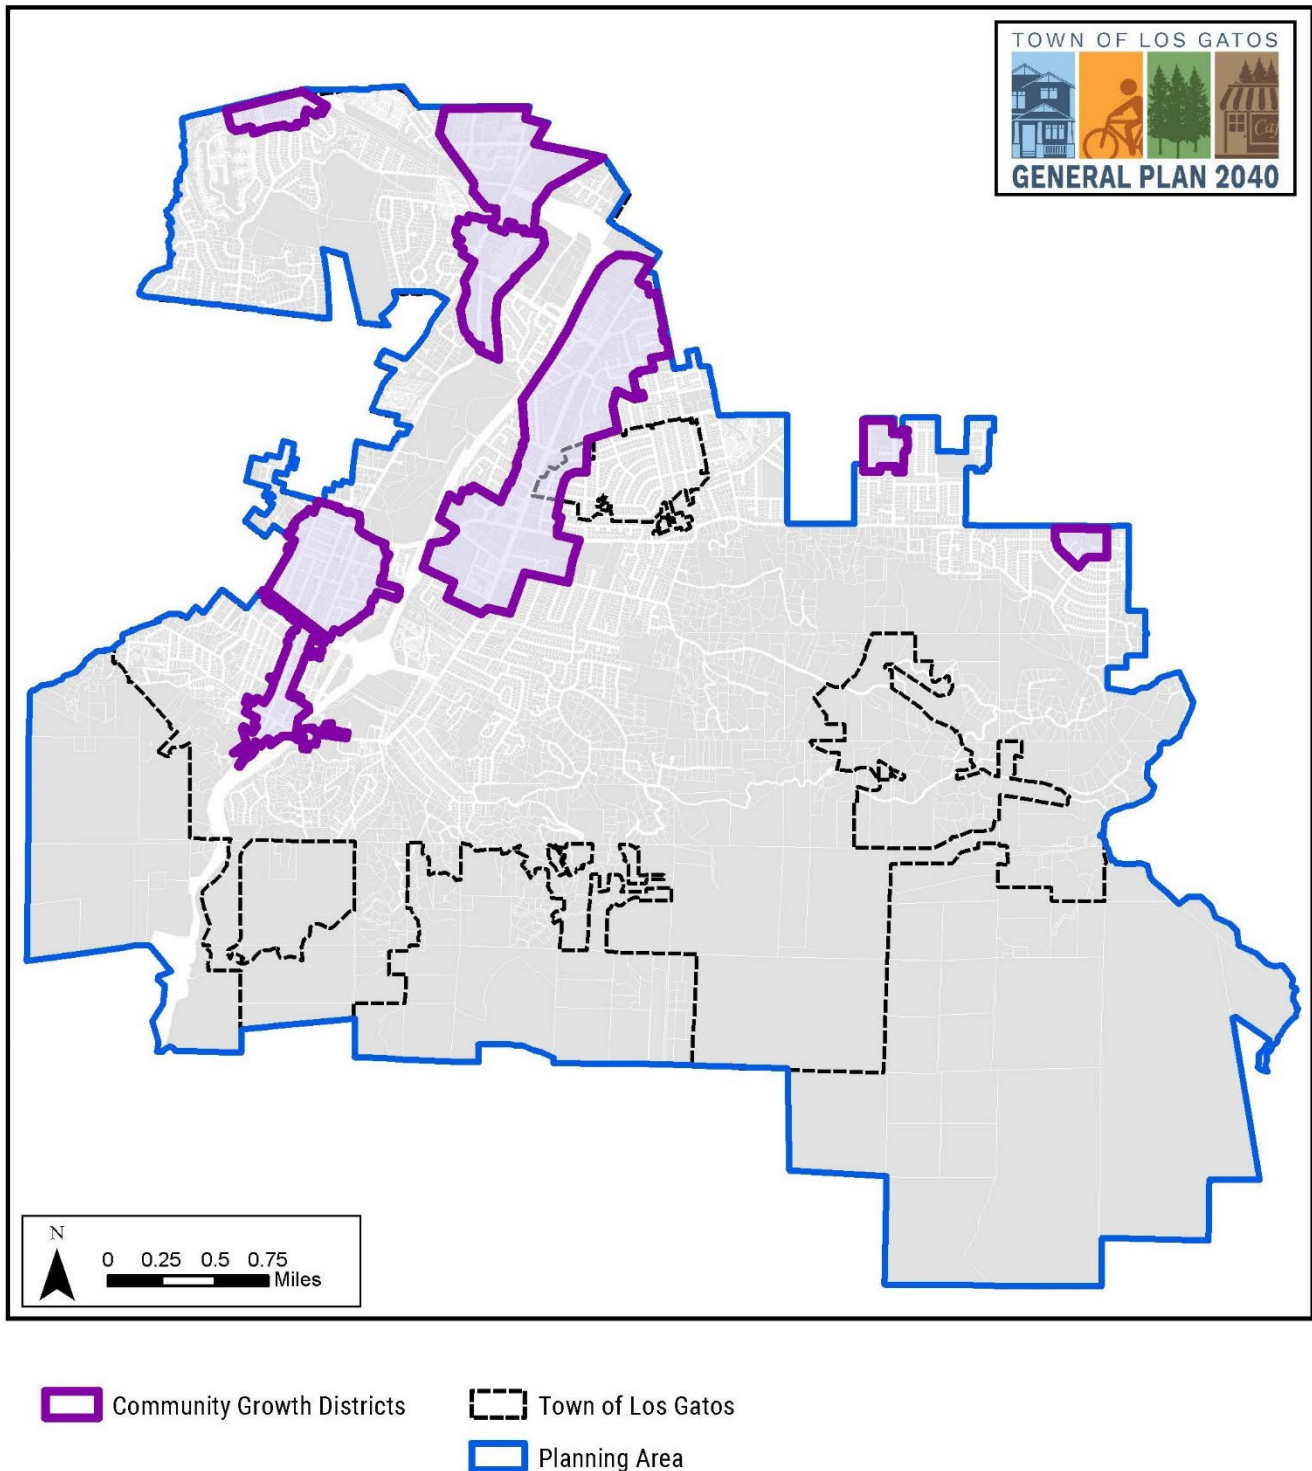 TOWN OF LOS GATOS
Caf
GENERAL PLAN 2040
N
0 0.25 0.5 0.75
Miles
Community Growth Districts
Town of Los Gatos
Planning Area